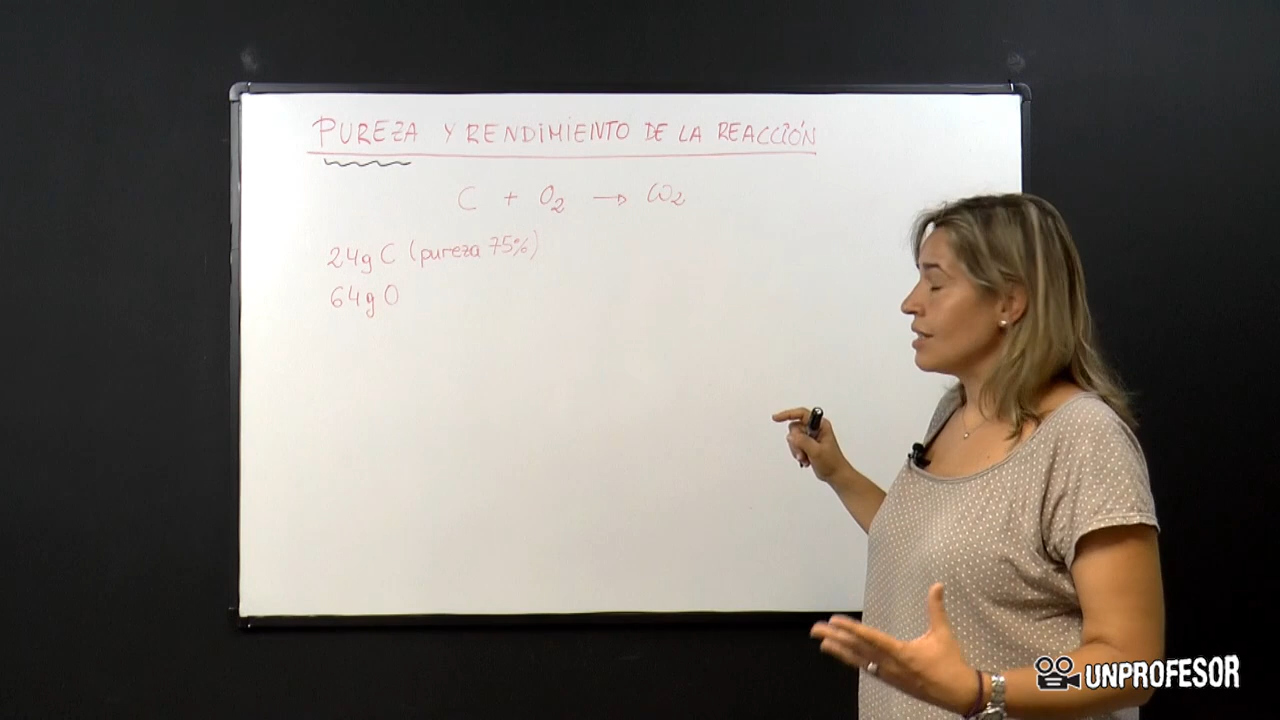 PUREZA Y RENDIMIENTO DE LA REACCIÓN
C + O₂ → CO₂
24g C (pureza 75%)
64g O
UNPROFESOR